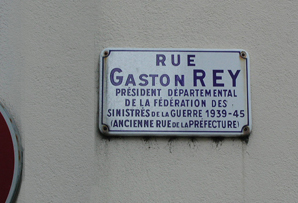 RUE
GASTON REY
PRÉSIDENT DÉPARTEMENTAL
DE LA FÉDÉRATION DES
SINISTRÉS DE LA GUERRE 1939-45
(ANCIENNE RUE DE LA PRÉFECTURE)